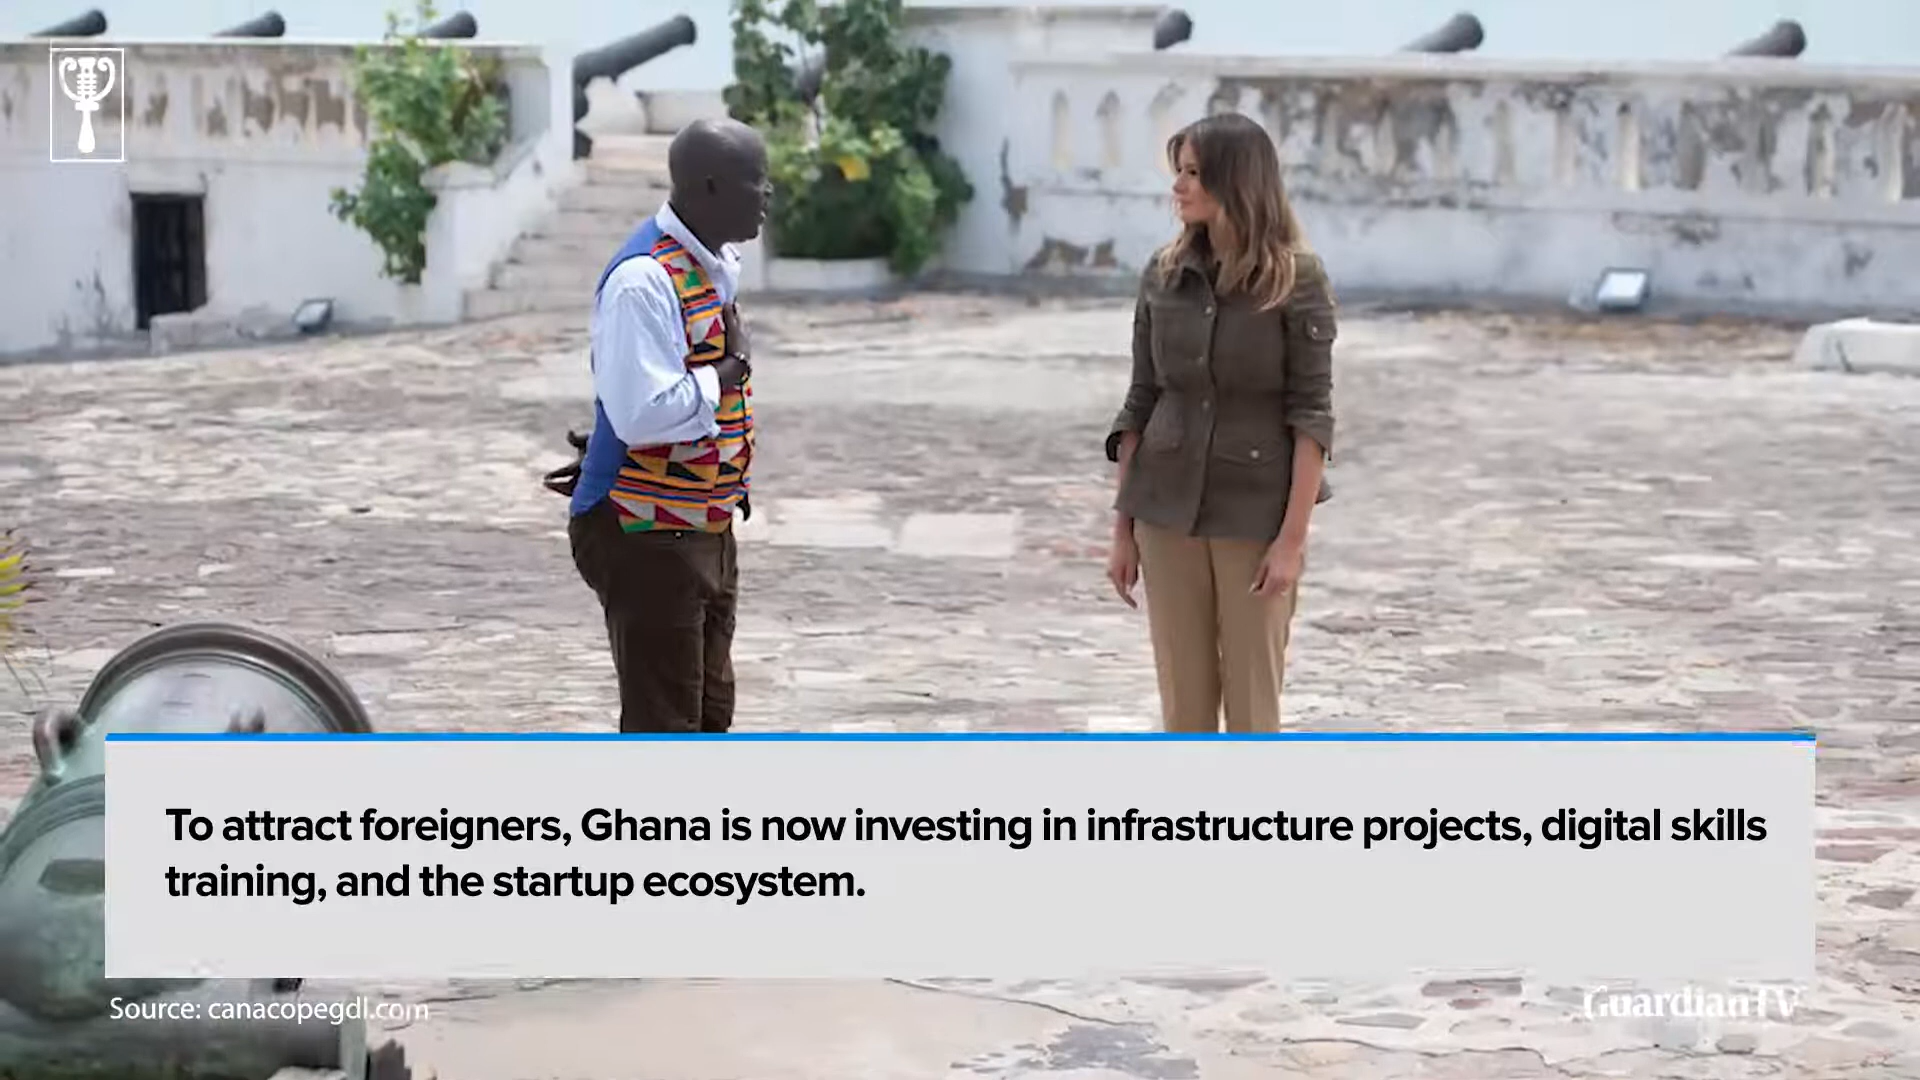 To attract foreigners, Ghana is now investing in infrastructure projects, digital skills
training, and the startup ecosystem.
Source: canacopegdl.com
GuardianTV